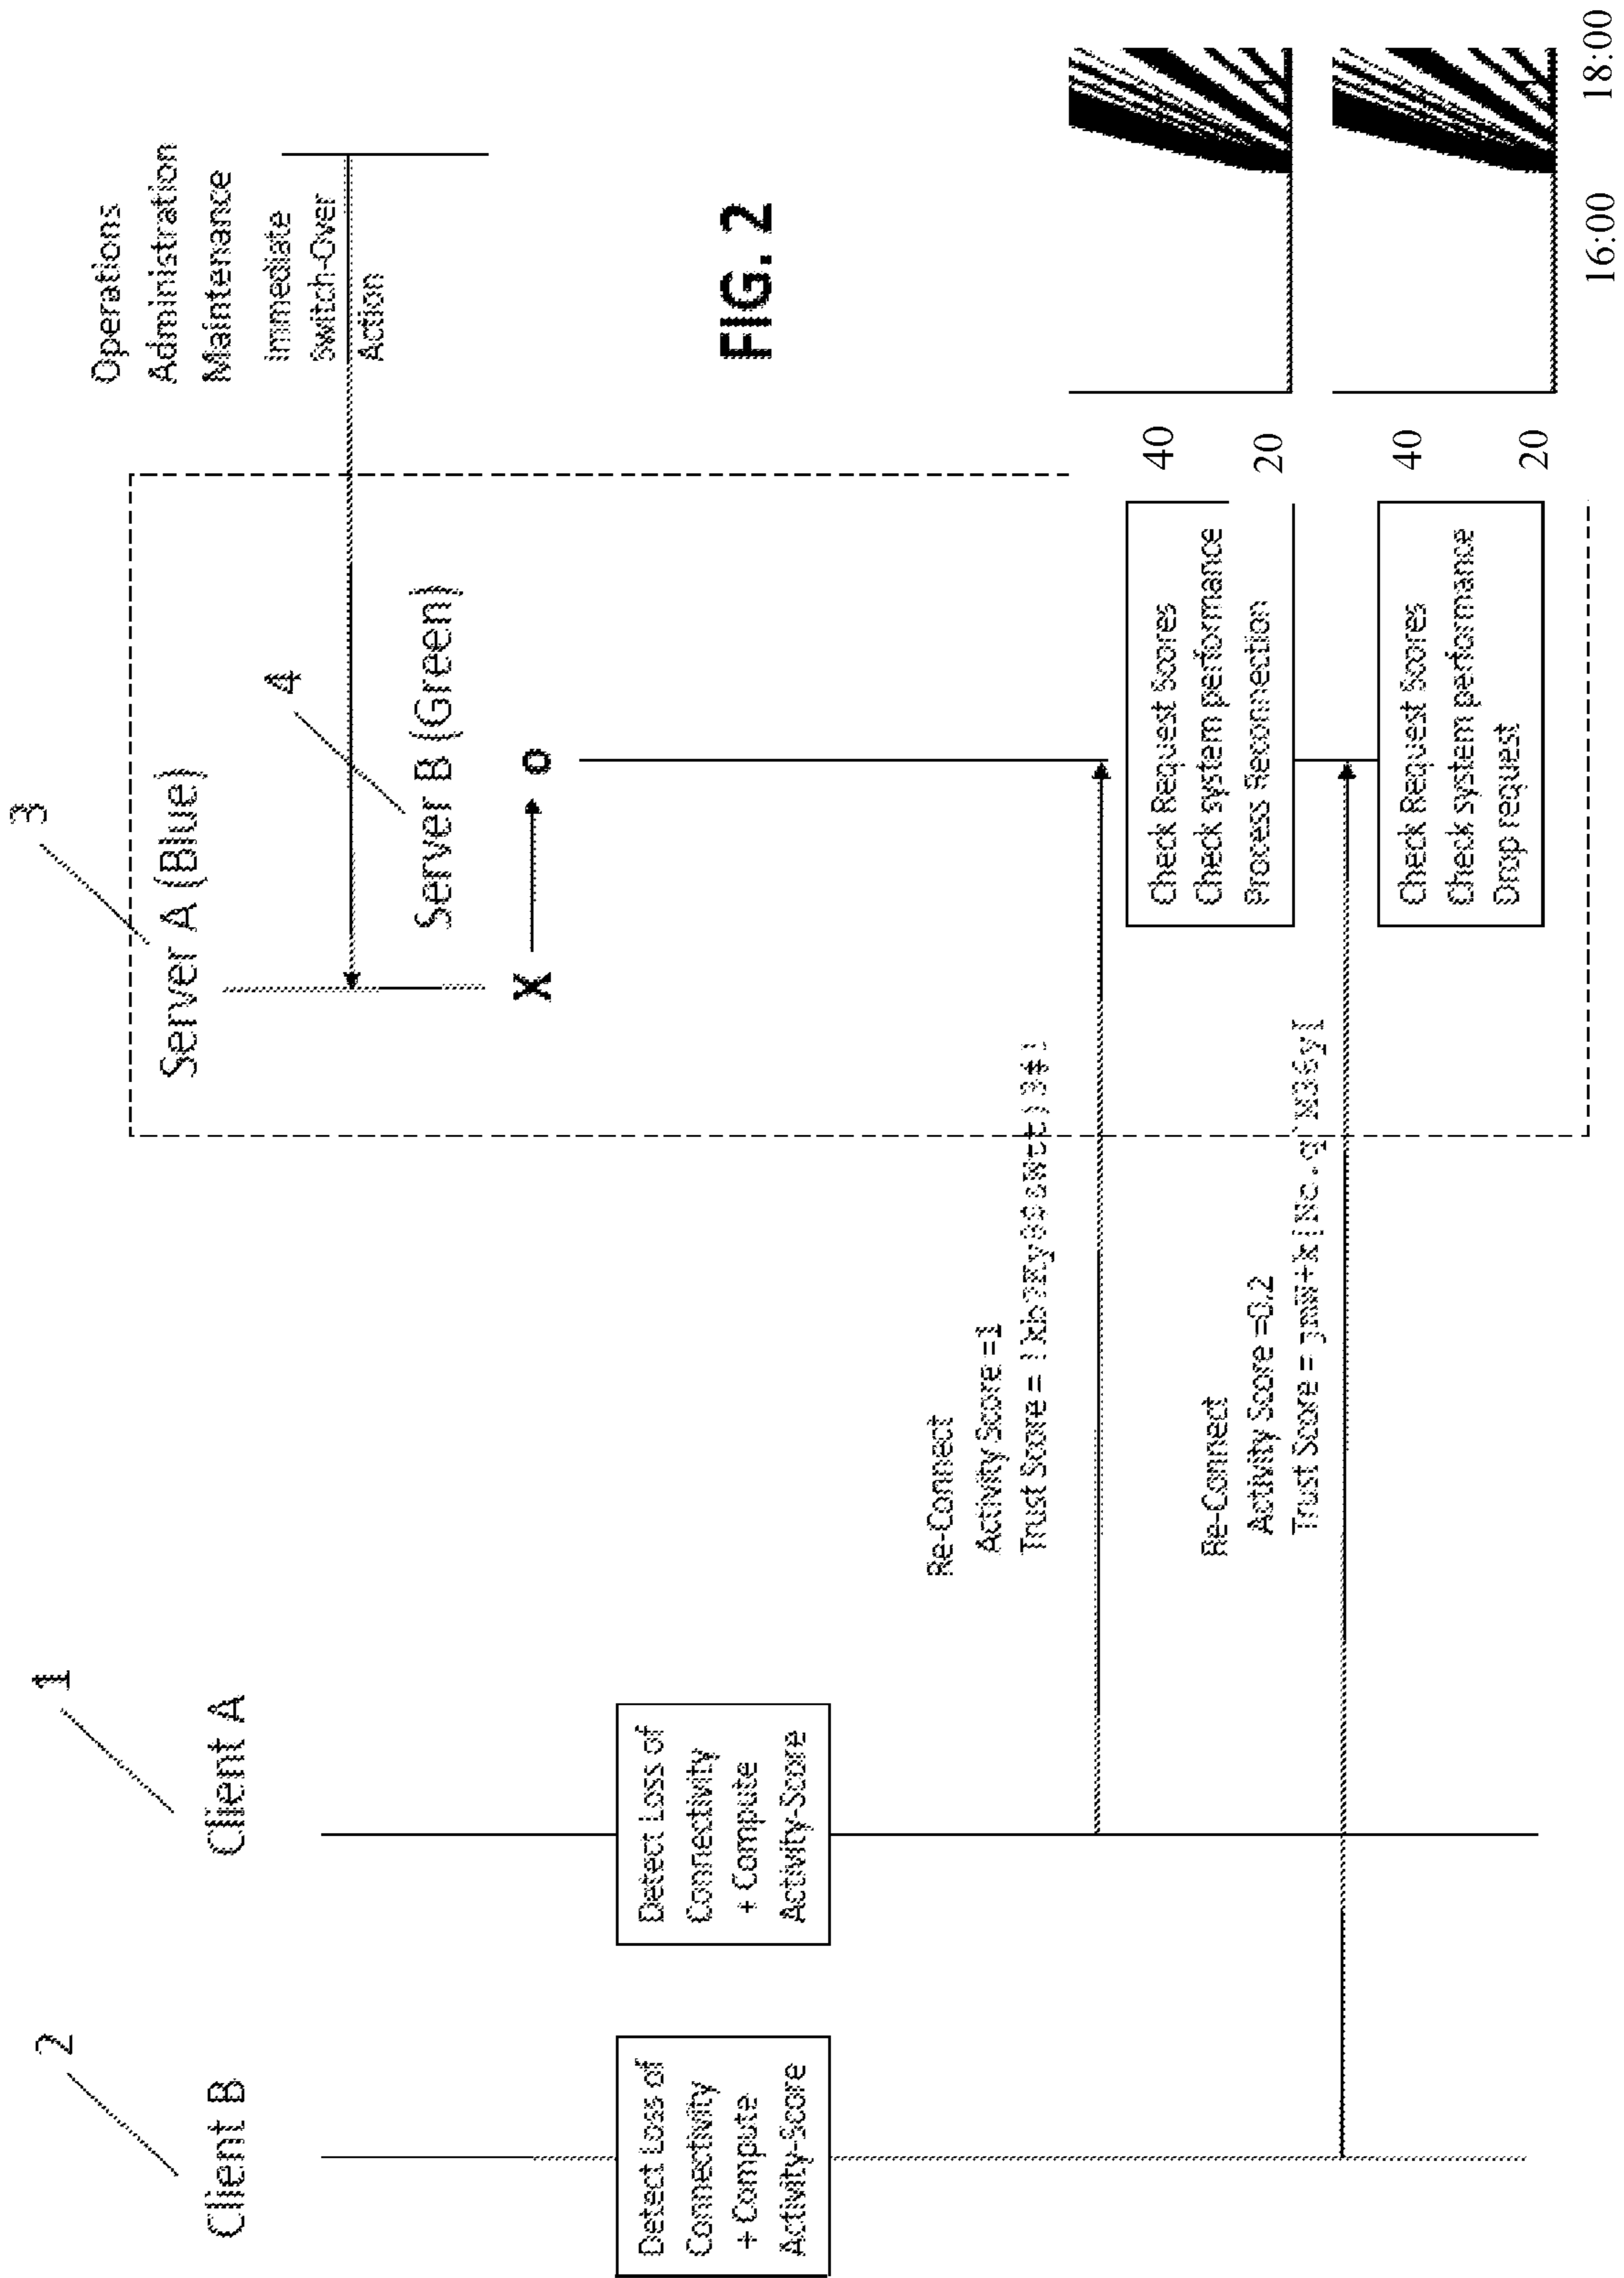 2
Client B
1
Client A
3
Server A (Blue)
4
Server B (Green)
Operations
Administration
Maintenance
Immediate
Switch-Over
Action
X
o
Detect Loss of
Connectivity
+ Compute
Activity-Score
Detect Loss of
Connectivity
+ Compute
Activity-Score
FIG. 2
Re-Connect
Activity Score =1
Trust Score =
Check Request Scores
Check system performance
Process Reconnection
40
20
Re-Connect
Activity Score =0.2
Trust Score =
Check Request Scores
Check system performance
Drop request
40
20
16:00
18:00